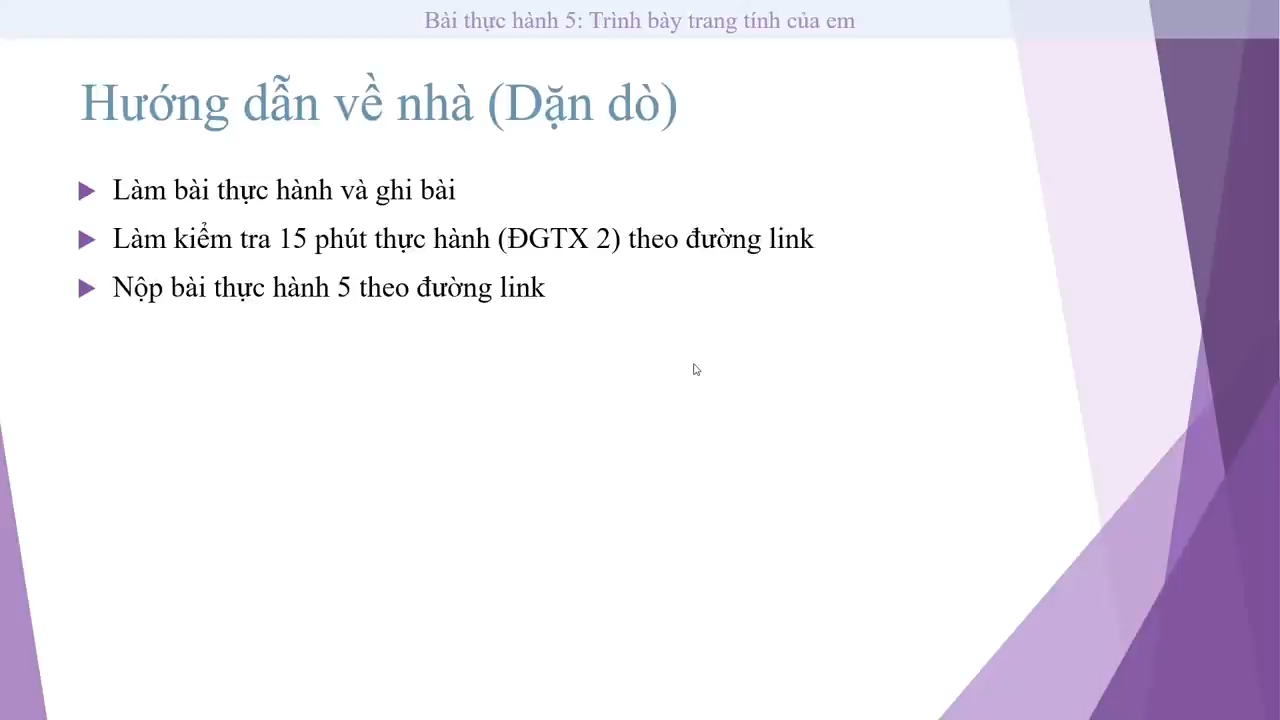 Bài thực hành 5: Trình bày trang tính của em
Hướng dẫn về nhà (Dặn dò)
Làm bài thực hành và ghi bài
Làm kiểm tra 15 phút thực hành (ĐGTX 2) theo đường link
Nộp bài thực hành 5 theo đường link